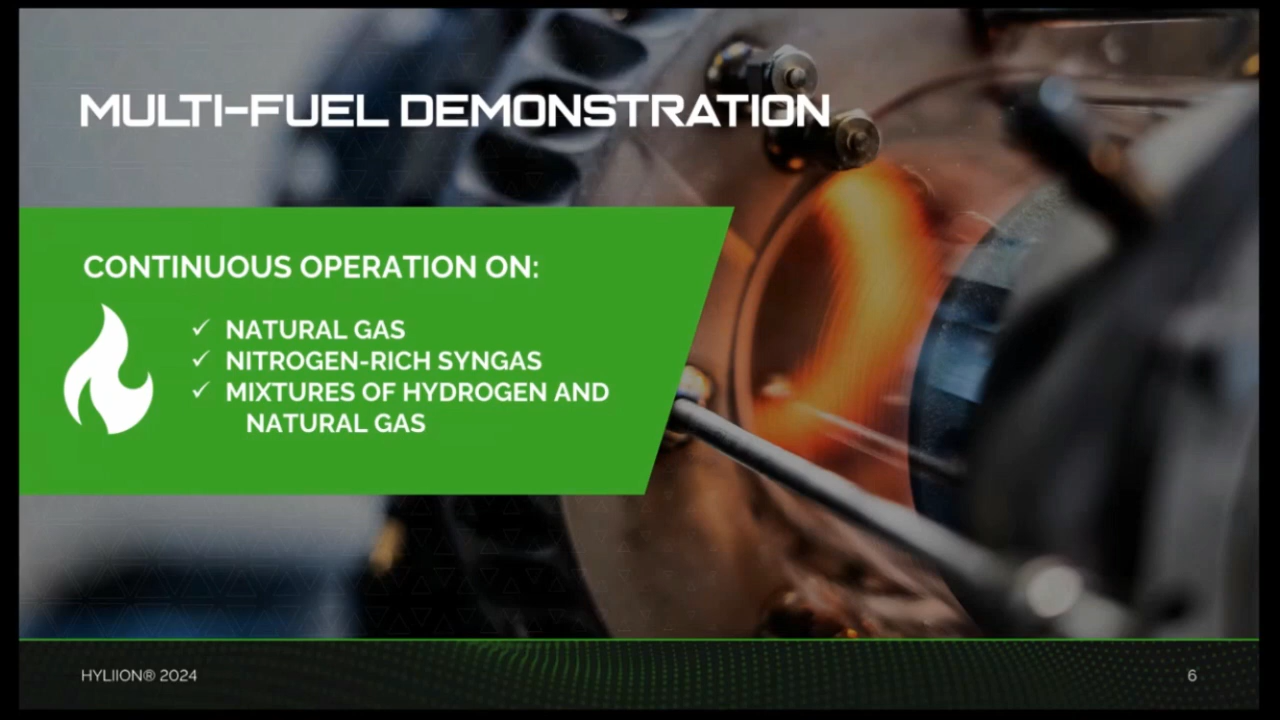 MULTI-FUEL DEMONSTRATION
CONTINUOUS OPERATION ON:
✓ NATURAL GAS
✓ NITROGEN-RICH SYNGAS
✓ MIXTURES OF HYDROGEN AND
NATURAL GAS
HYLIION® 2024
6